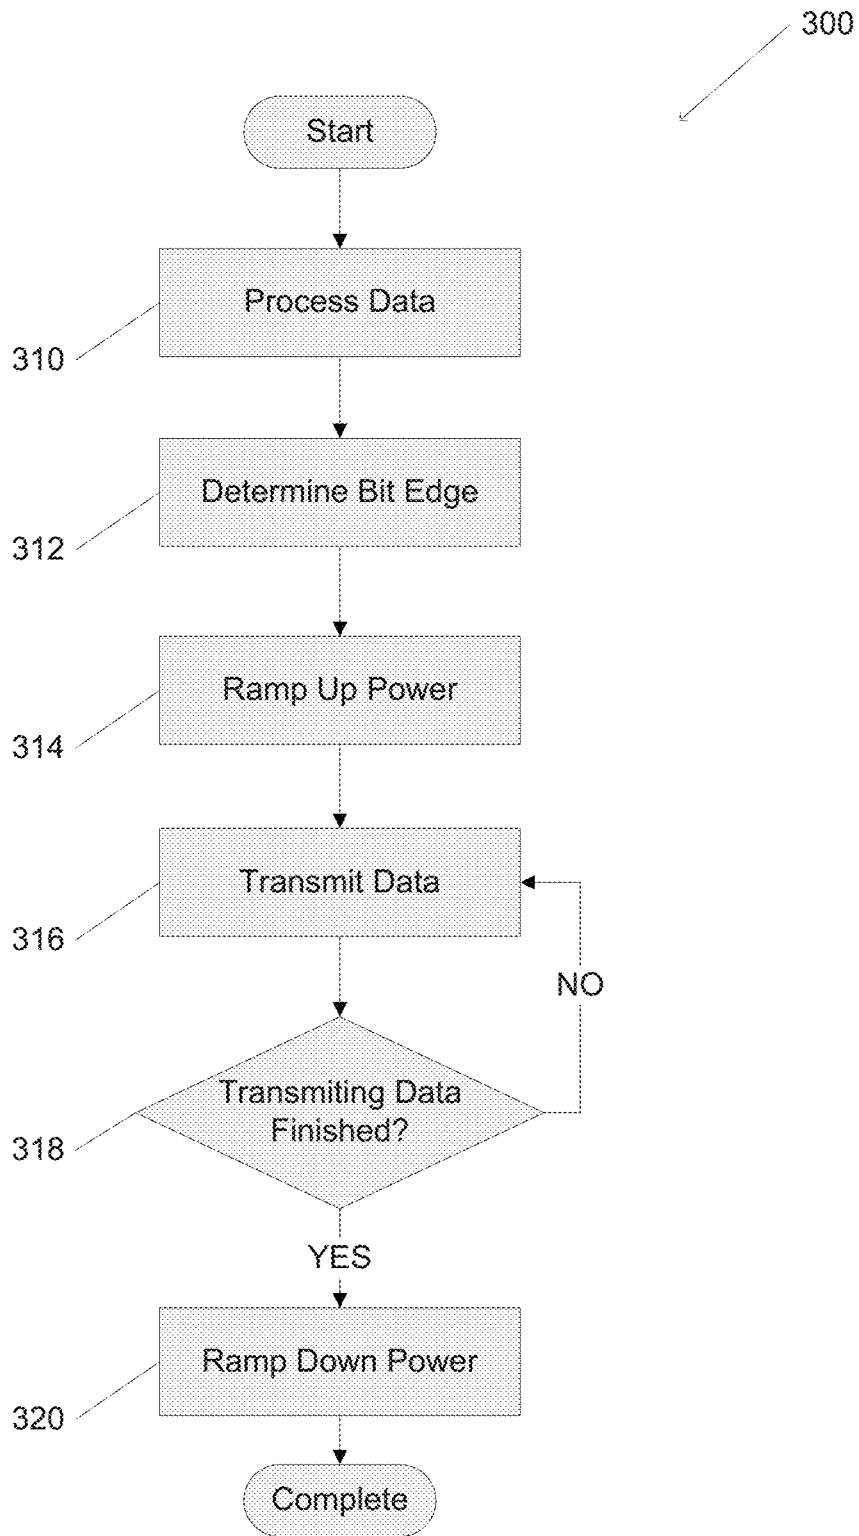 300
Start
Process Data
310
Determine Bit Edge
312
Ramp Up Power
314
Transmit Data
316
NO
Transmiting Data
Finished?
318
YES
Ramp Down Power
320
Complete